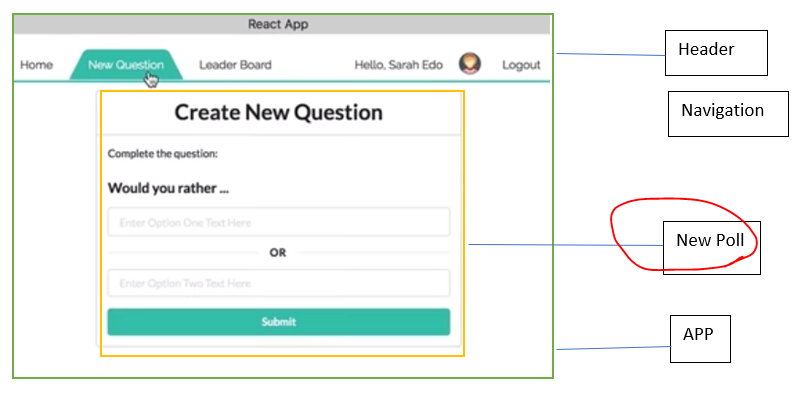 React App
Header
Home New Question Leader Board Hello, Sarah Edo Logout
Navigation
Create New Question
Complete the question:
Would you rather ...
Enter Option One Text Here
New Poll
OR
Enter Option Two Text Here
Submit
APP